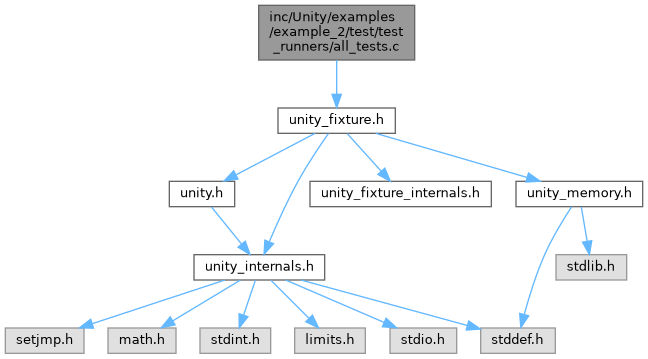 inc/Unity/examples
/example_2/test/test
_runners/all_tests.c
unity_fixture.h
unity.h
unity_fixture_internals.h
unity_memory.h
unity_internals.h
stdlib.h
setjmp.h
math.h
stdint.h
limits.h
stdio.h
stddef.h